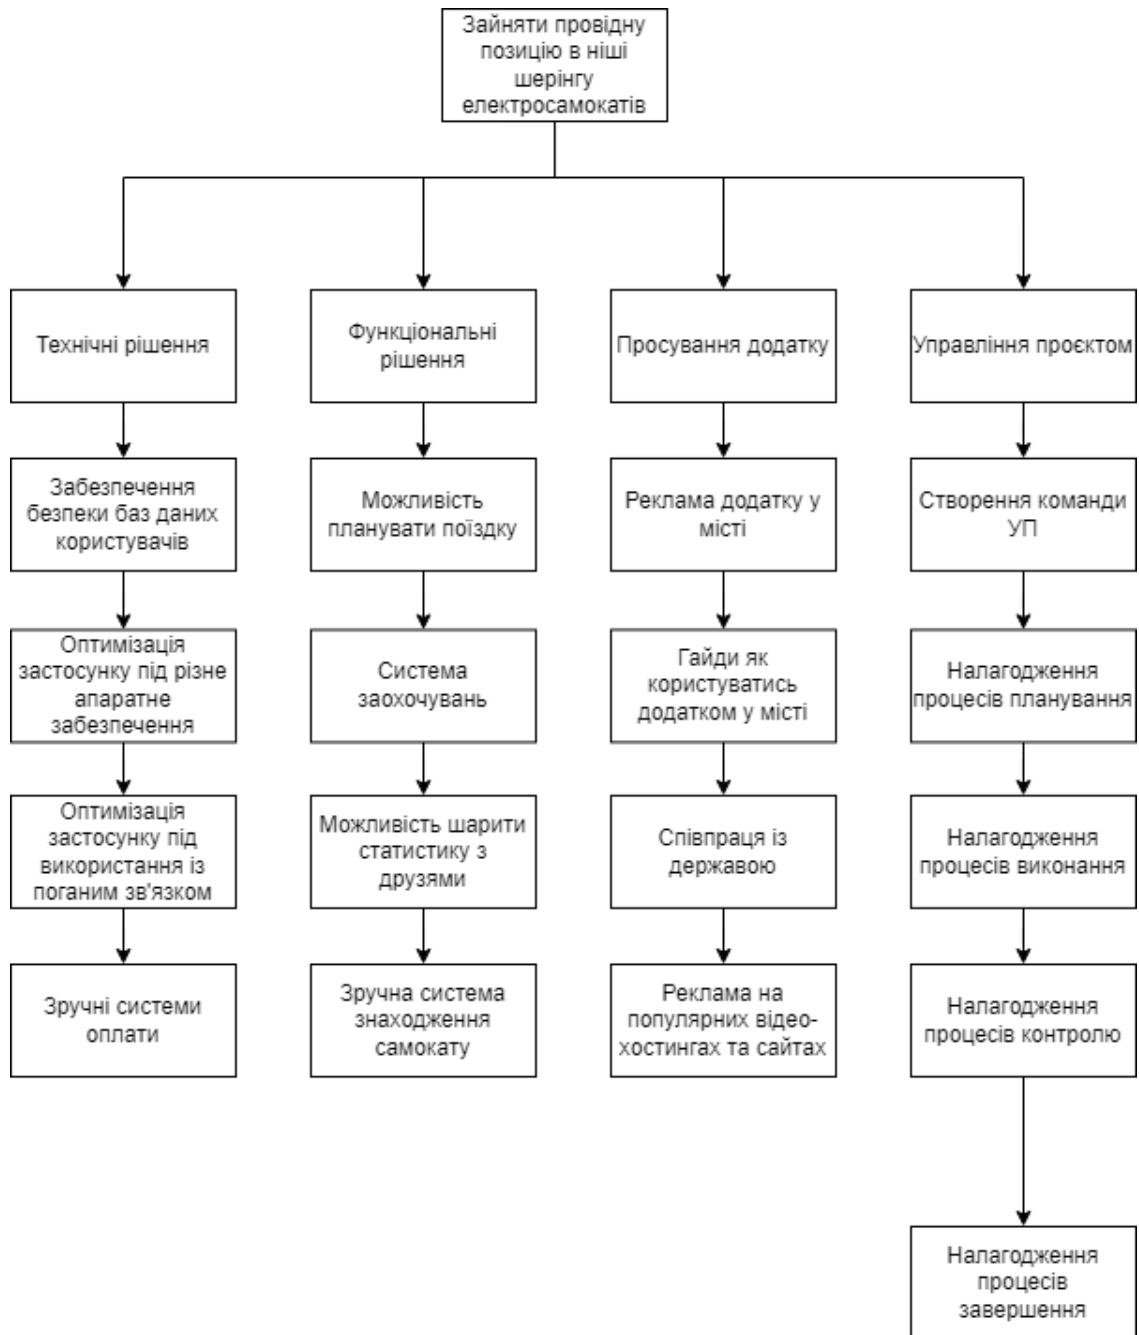 Зайняти провідну
позицію в ніші
шерінгу
електросамокатів
Технічні рішення
Функціональні
рішення
Просування додатку
Управління проєктом
Забезпечення
безпеки баз даних
користувачів
Можливість
планувати поїздку
Реклама додатку у
місті
Створення команди
УП
Оптимізація
застосунку під різне
апаратне
забезпечення
Система
заохочувань
Гайди як
користуватись
додатком у місті
Налагодження
процесів планування
Оптимізація
застосунку під
використання із
поганим зв'язком
Можливість шарити
статистику з
друзями
Співпраця із
державою
Налагодження
процесів виконання
Зручні системи
оплати
Зручна система
знаходження
самокату
Реклама на
популярних відео-
хостингах та сайтах
Налагодження
процесів контролю
Налагодження
процесів
завершення